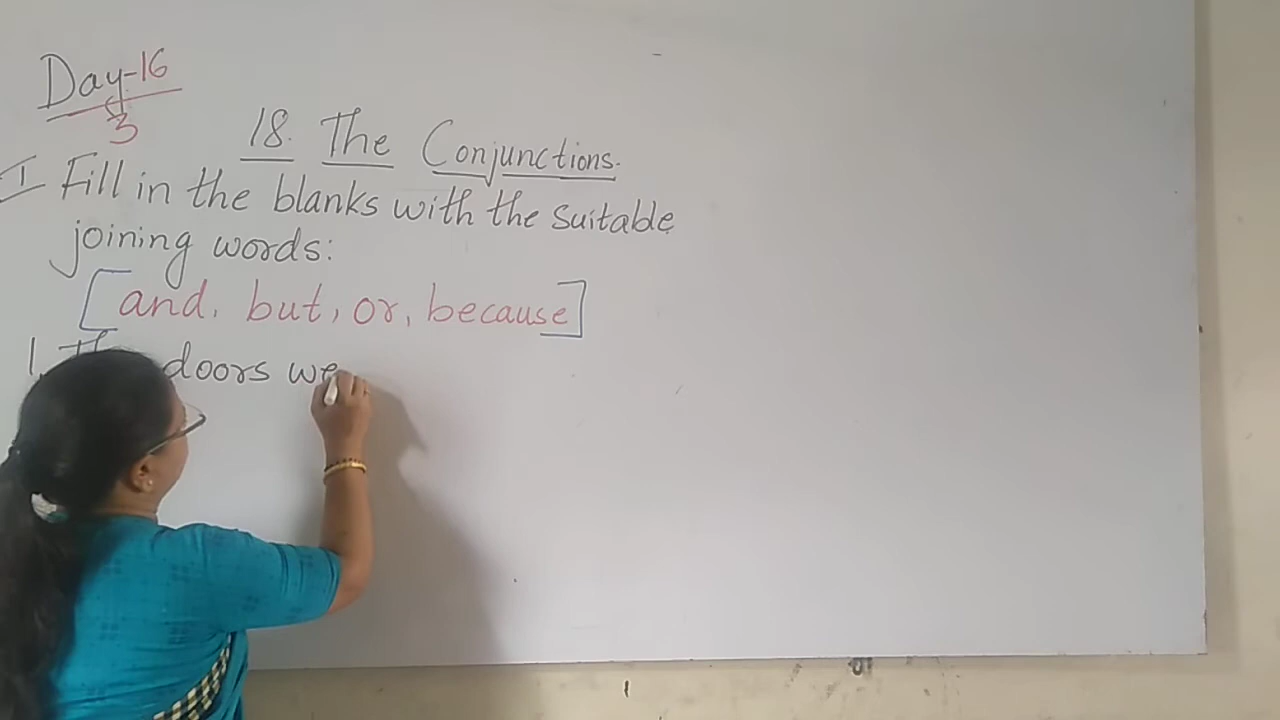 Day-16
3
18. The Conjunctions.
I Fill in the blanks with the suitable
joining words:
[and, but, or, because]
1. doors we